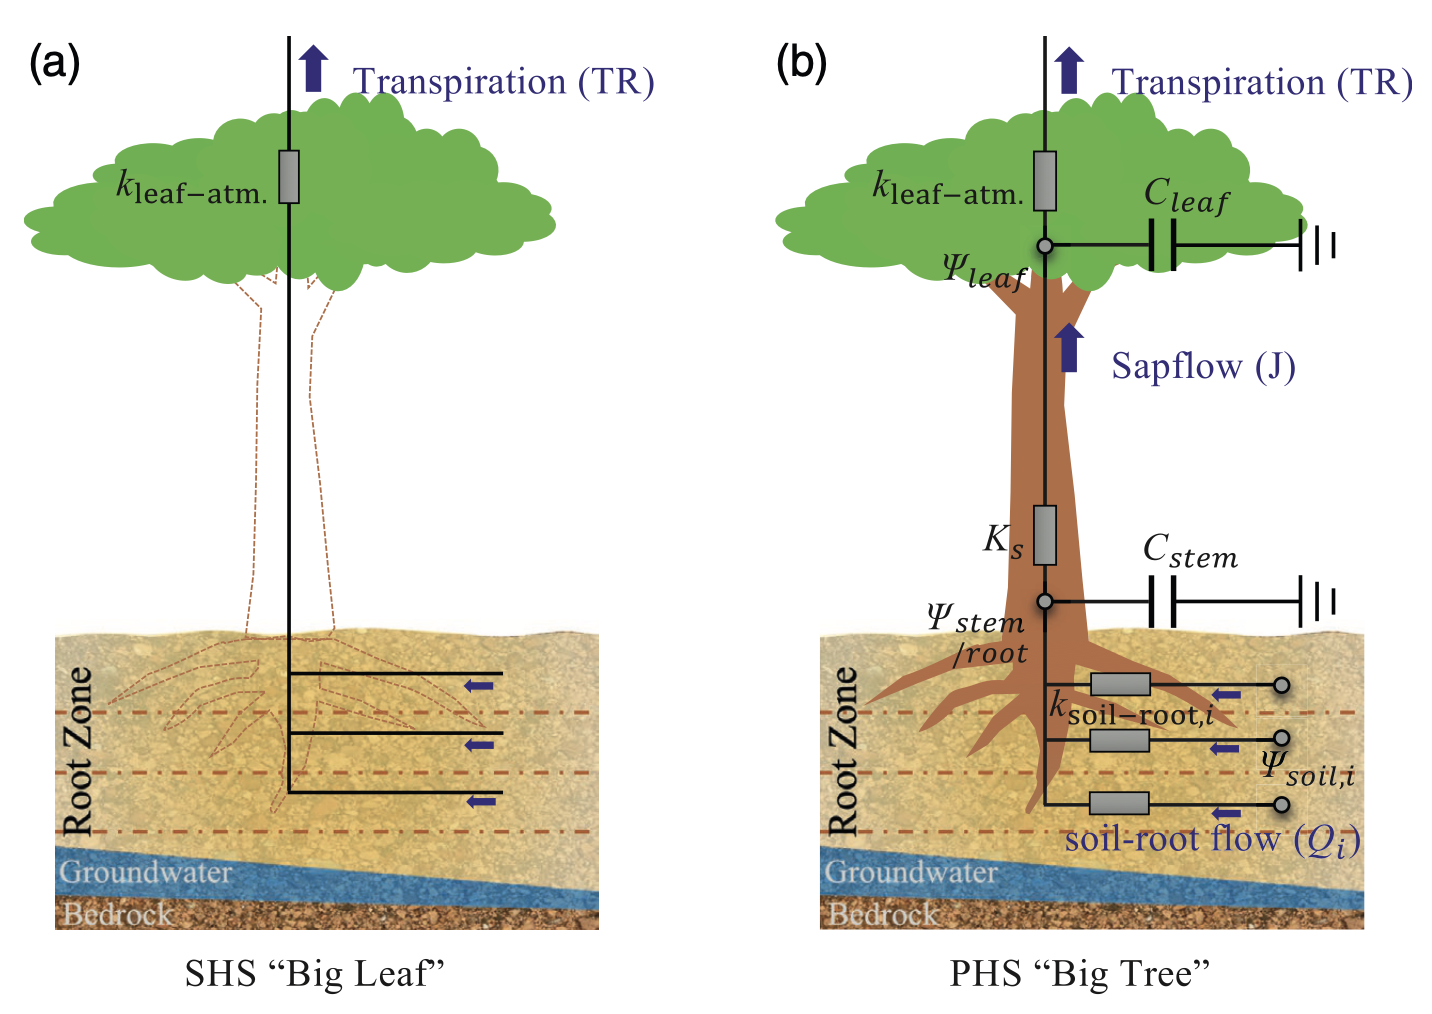 (a)
Transpiration (TR)
k_leaf−atm.
Root Zone
Groundwater
Bedrock
SHS “Big Leaf”
(b)
Transpiration (TR)
k_leaf−atm.
C_leaf
Ψ_leaf
Sapflow (J)
K_s
C_stem
Ψ_stem
/root
k_soil−root,i
Ψ_soil,i
Root Zone
soil-root flow (Q_i)
Groundwater
Bedrock
PHS “Big Tree”